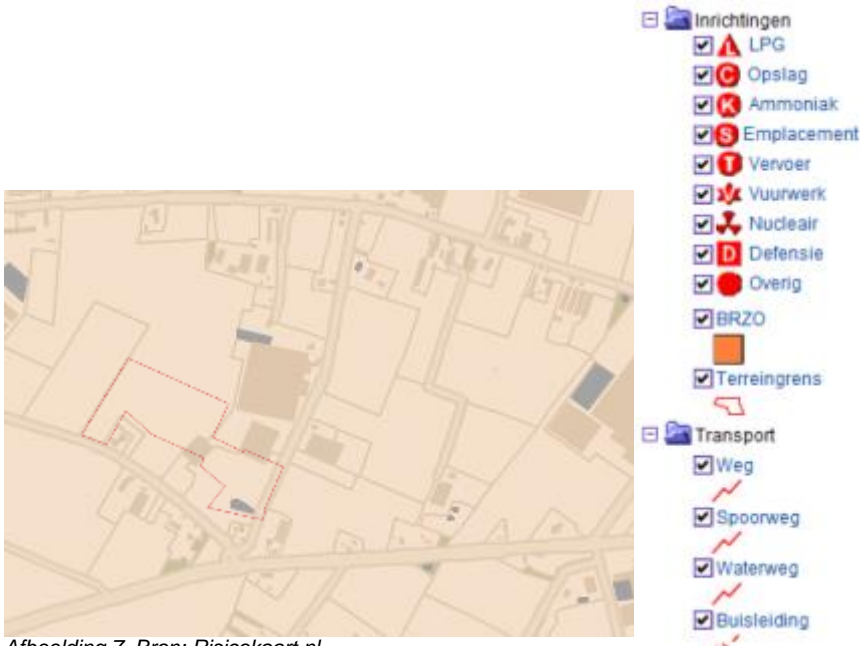 Inrichtingen
LPG
C Opslag
K Ammoniak
S Emplacement
T Vervoer
Vuurwerk
Nucleair
D Defensie
Overig
BRZO
Terreingrens
Transport
Weg
Spoorweg
Waterweg
Buisleiding
Afbeelding 7. Bron: Risicokaart.nl